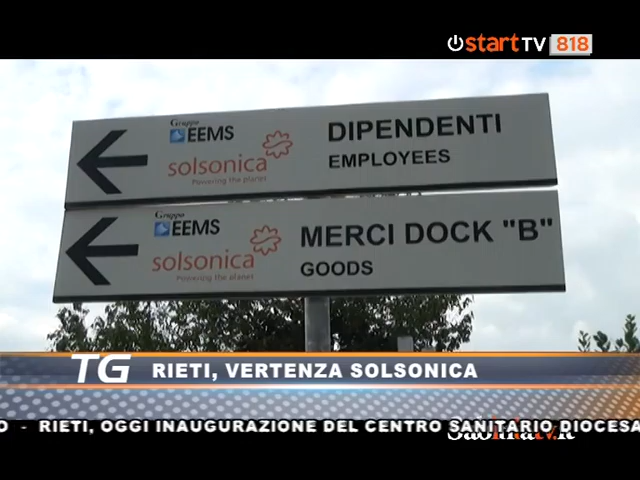 startTV 818
Gruppo
EEMS
solsonica
Powering the planet
DIPENDENTI
EMPLOYEES
Gruppo
EEMS
solsonica
Powering the planet
MERCI DOCK "B"
GOODS
TG RIETI, VERTENZA SOLSONICA
O - RIETI, OGGI INAUGURAZIONE DEL CENTRO SANITARIO DIOCESA